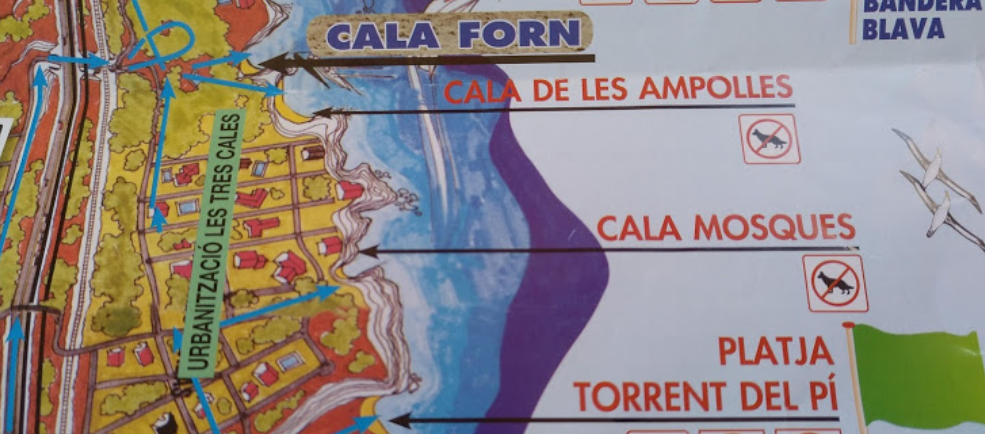 BANDERA
BLAVA
CALA FORN
CALA DE LES AMPOLLES
URBANITZACIÓ LES TRES CALES
CALA MOSQUES
PLATJA
TORRENT DEL PÍ